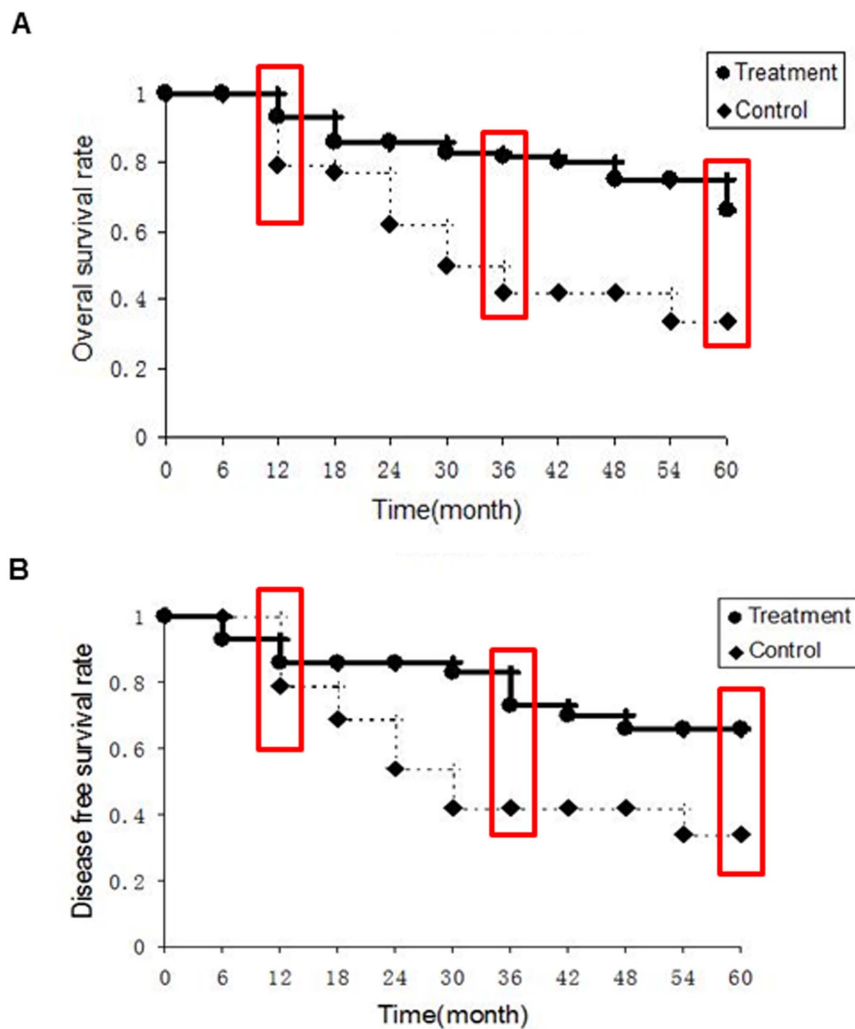 A
Treatment
Control
Overal survival rate
1
0.8
0.6
0.4
0.2
0
0 6 12 18 24 30 36 42 48 54 60
Time(month)
B
Treatment
Control
Disease free survival rate
1
0.8
0.6
0.4
0.2
0
0 6 12 18 24 30 36 42 48 54 60
Time(month)